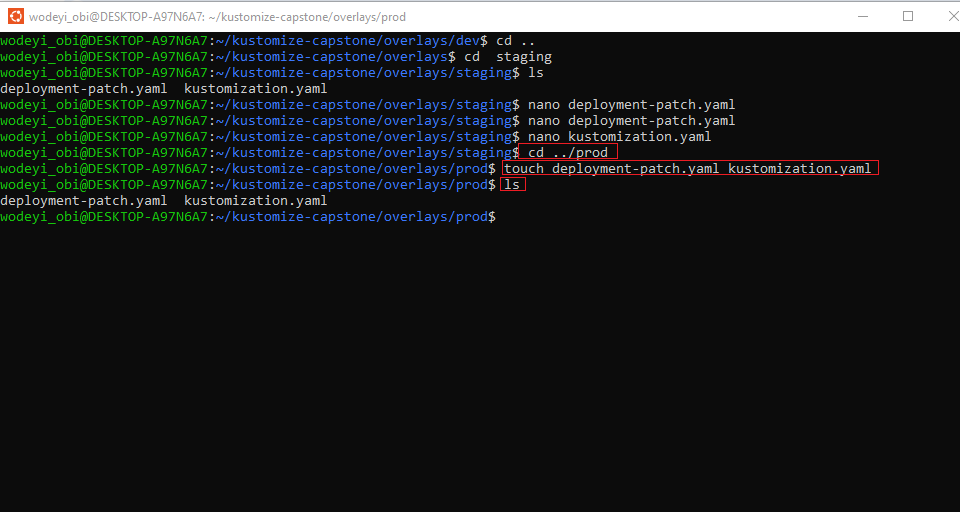 wodeyi_obi@DESKTOP-A97N6A7: ~/kustomize-capstone/overlays/prod
wodeyi_obi@DESKTOP-A97N6A7:~/kustomize-capstone/overlays/dev$ cd ..
wodeyi_obi@DESKTOP-A97N6A7:~/kustomize-capstone/overlays$ cd  staging
wodeyi_obi@DESKTOP-A97N6A7:~/kustomize-capstone/overlays/staging$ ls
deployment-patch.yaml  kustomization.yaml
wodeyi_obi@DESKTOP-A97N6A7:~/kustomize-capstone/overlays/staging$ nano deployment-patch.yaml
wodeyi_obi@DESKTOP-A97N6A7:~/kustomize-capstone/overlays/staging$ nano deployment-patch.yaml
wodeyi_obi@DESKTOP-A97N6A7:~/kustomize-capstone/overlays/staging$ nano kustomization.yaml
wodeyi_obi@DESKTOP-A97N6A7:~/kustomize-capstone/overlays/staging$ cd ../prod
wodeyi_obi@DESKTOP-A97N6A7:~/kustomize-capstone/overlays/prod$ touch deployment-patch.yaml kustomization.yaml
wodeyi_obi@DESKTOP-A97N6A7:~/kustomize-capstone/overlays/prod$ ls
deployment-patch.yaml  kustomization.yaml
wodeyi_obi@DESKTOP-A97N6A7:~/kustomize-capstone/overlays/prod$